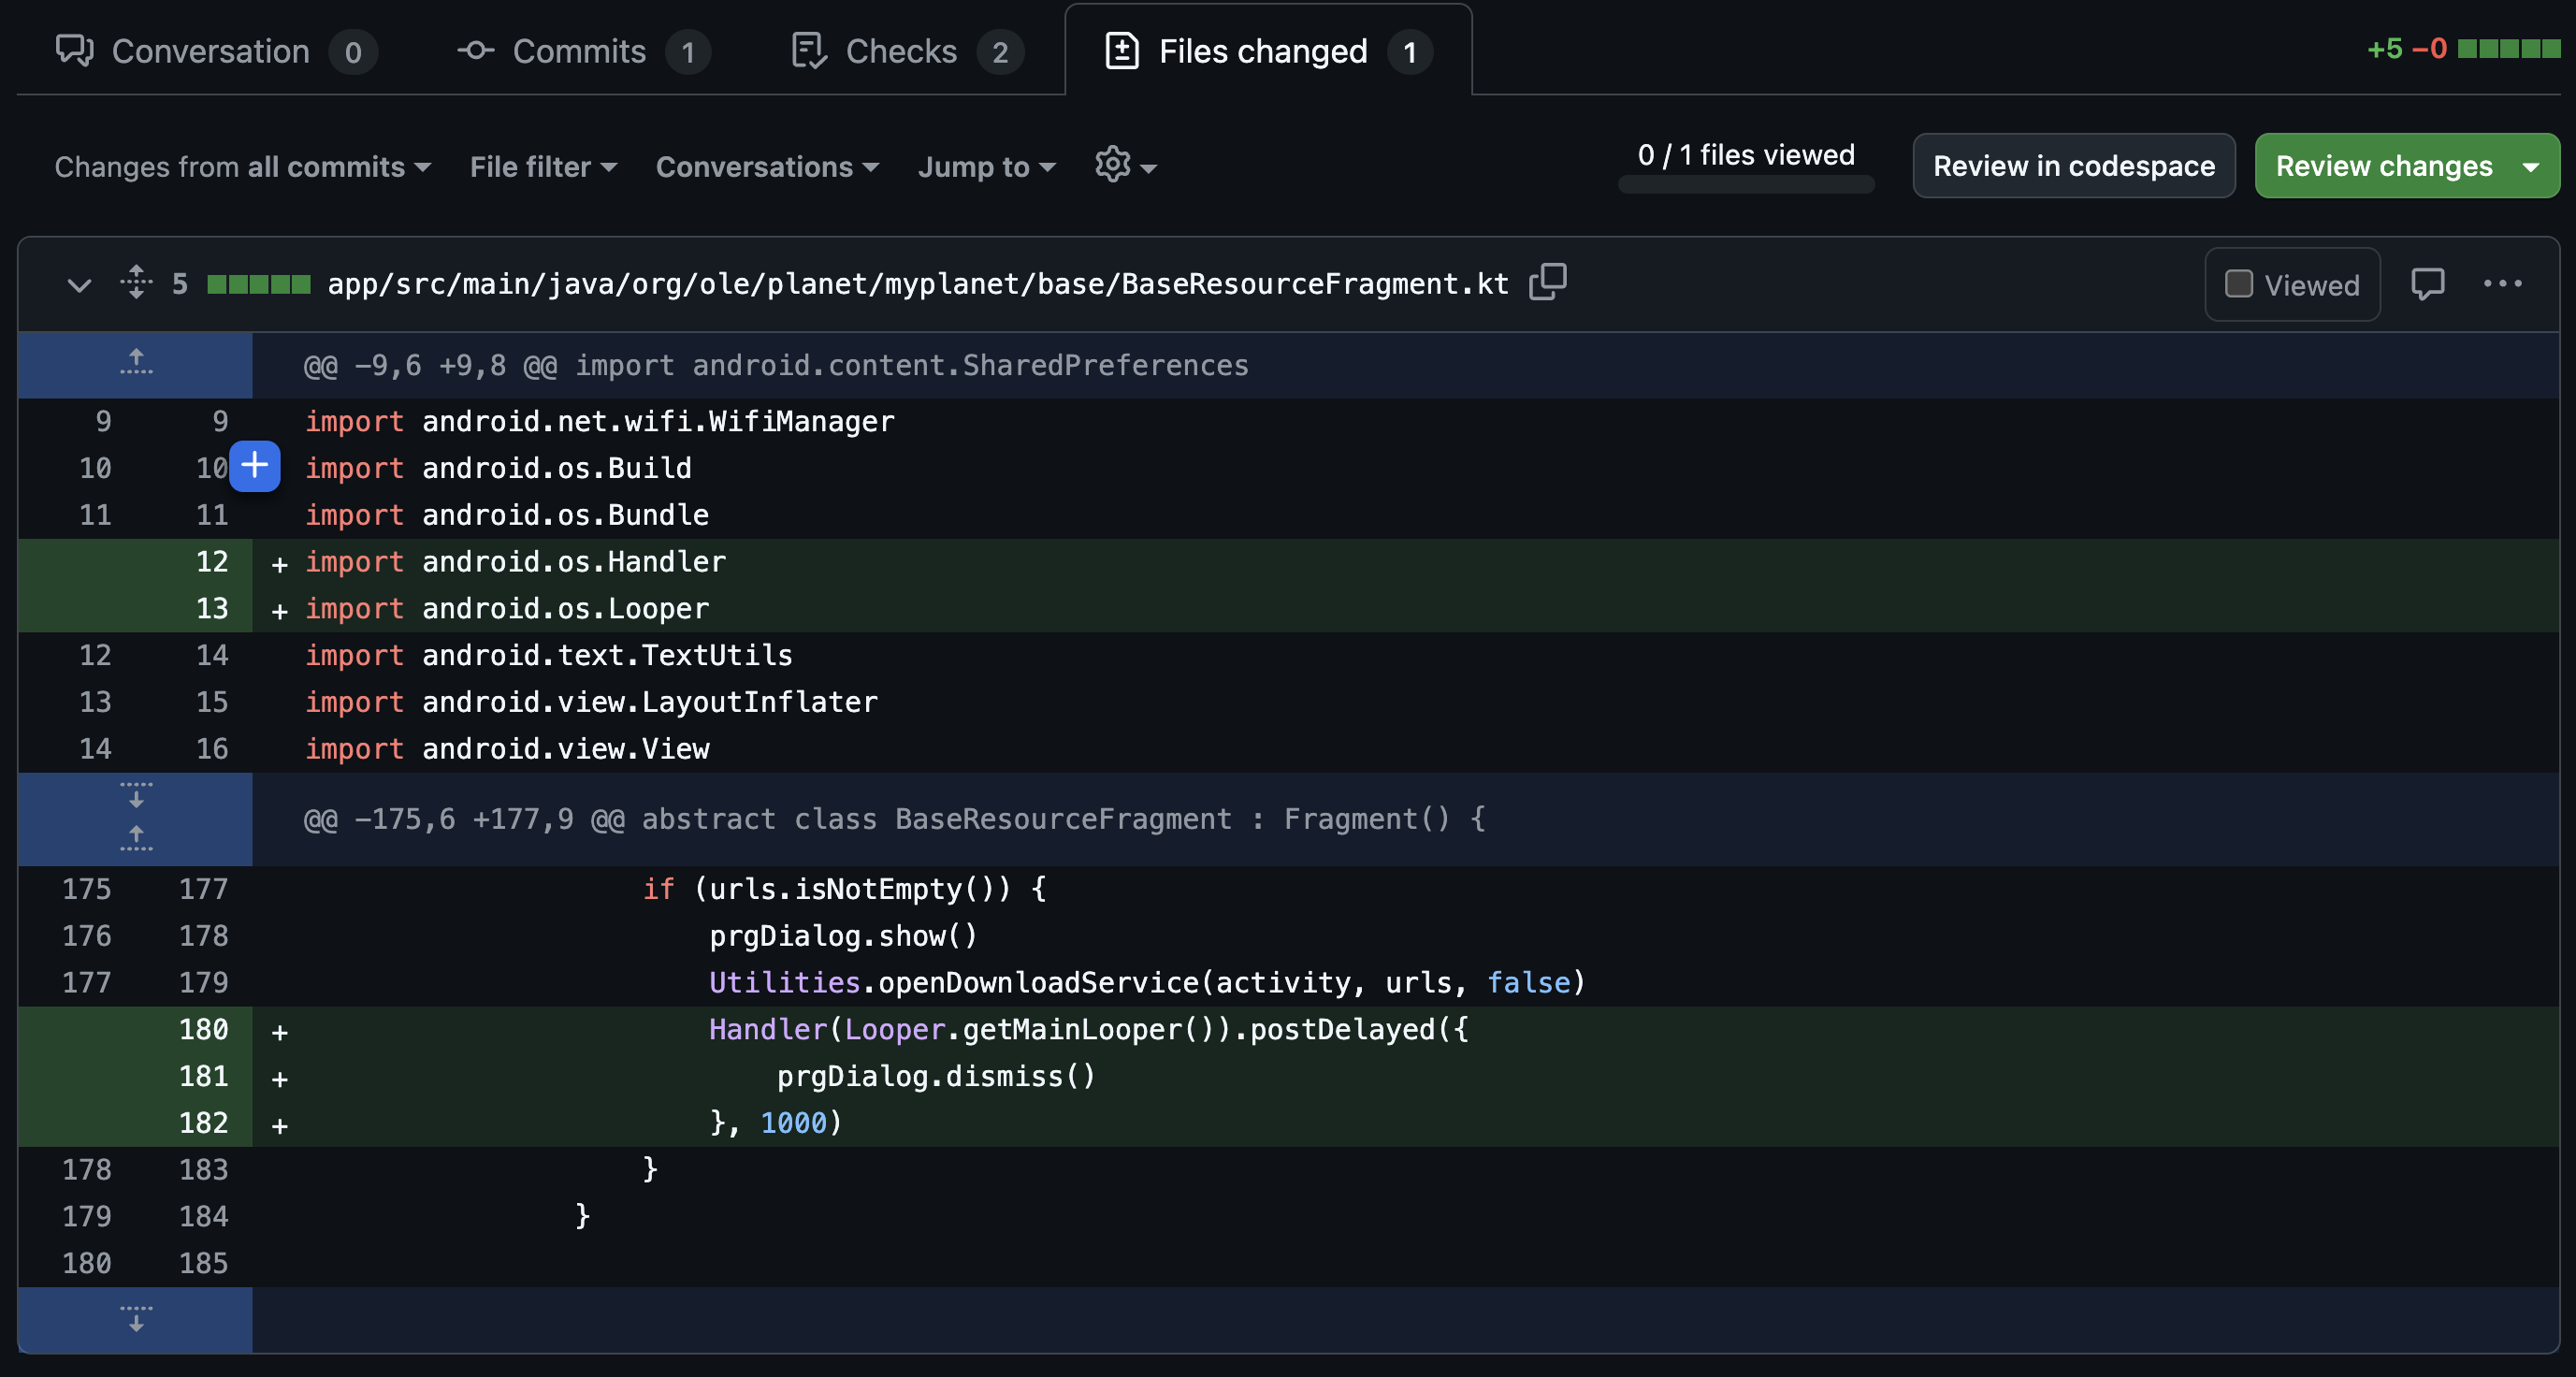 Conversation 0 Commits 1 Checks 2 Files changed 1 +5 −0
Changes from all commits File filter Conversations Jump to 0 / 1 files viewed Review in codespace Review changes
5 app/src/main/java/org/ole/planet/myplanet/base/BaseResourceFragment.kt Viewed
@@ −9,6 +9,8 @@ import android.content.SharedPreferences
9 9 import android.net.wifi.WifiManager
10 10 import android.os.Build
11 11 import android.os.Bundle
12 + import android.os.Handler
13 + import android.os.Looper
12 14 import android.text.TextUtils
13 15 import android.view.LayoutInflater
14 16 import android.view.View
@@ −175,6 +177,9 @@ abstract class BaseResourceFragment : Fragment() {
175 177 if (urls.isNotEmpty()) {
176 178 prgDialog.show()
177 179 Utilities.openDownloadService(activity, urls, false)
180 + Handler(Looper.getMainLooper()).postDelayed({
181 + prgDialog.dismiss()
182 + }, 1000)
178 183 }
179 184 }
180 185